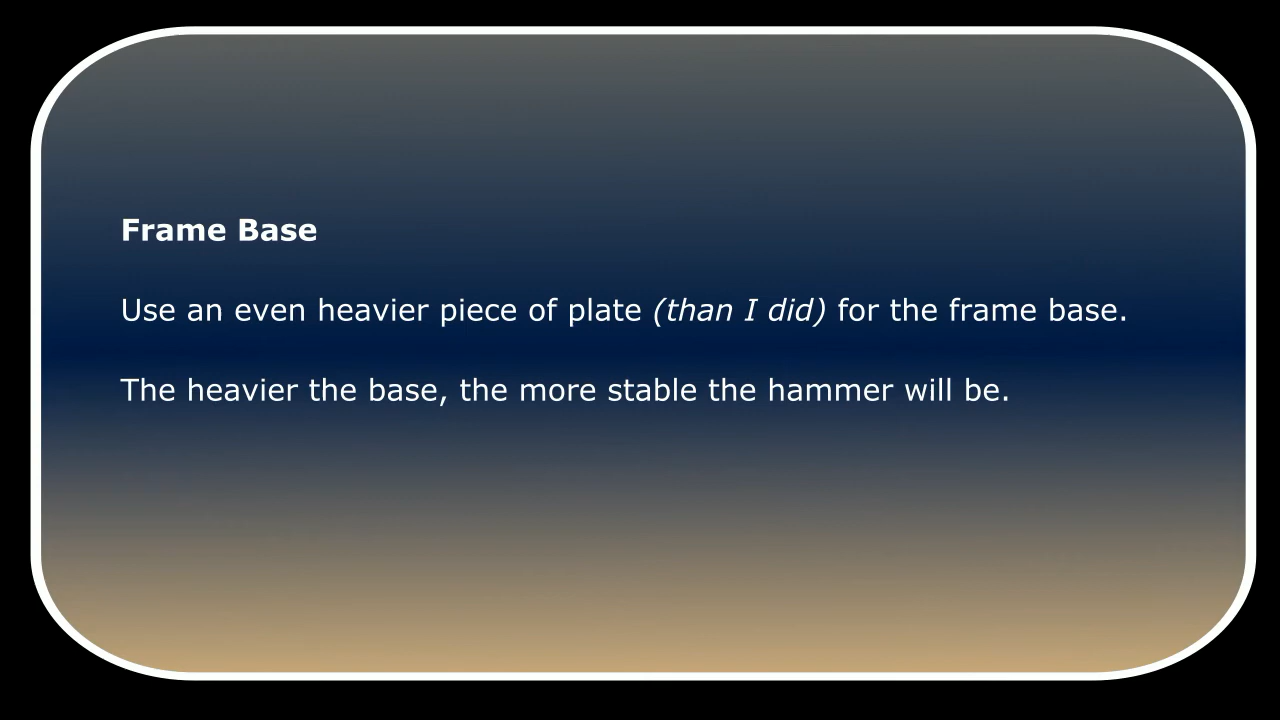 Frame Base
Use an even heavier piece of plate (than I did) for the frame base.
The heavier the base, the more stable the hammer will be.